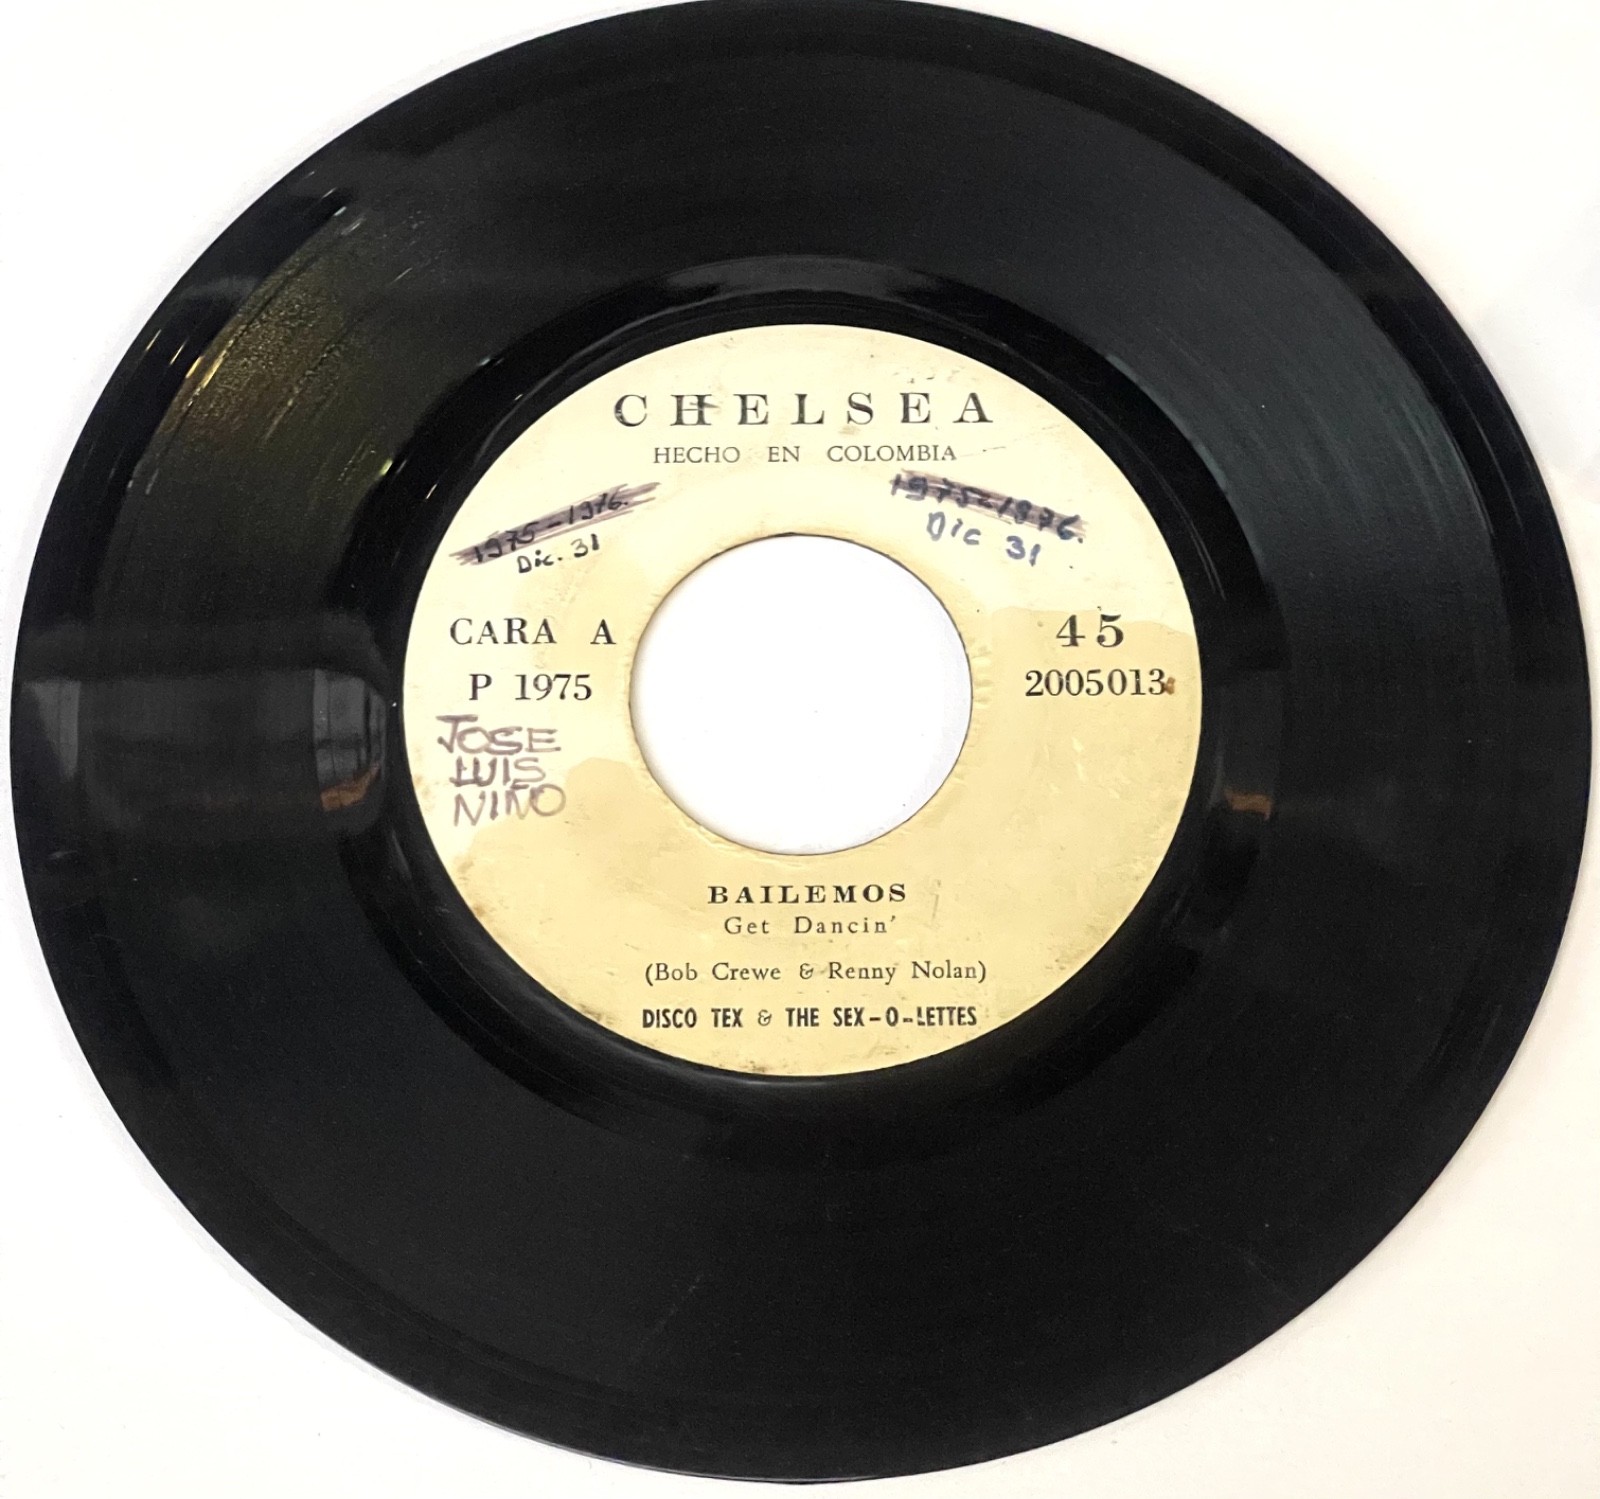 CHELSEA
HECHO EN COLOMBIA
1975-1976.
Dic. 31
1975-1976.
Dic 31
CARA A
P 1975
45
2005013
JOSE
LUIS
NIÑO
BAILEMOS
Get Dancin'
(Bob Crewe & Renny Nolan)
DISCO TEX & THE SEX-O-LETTES